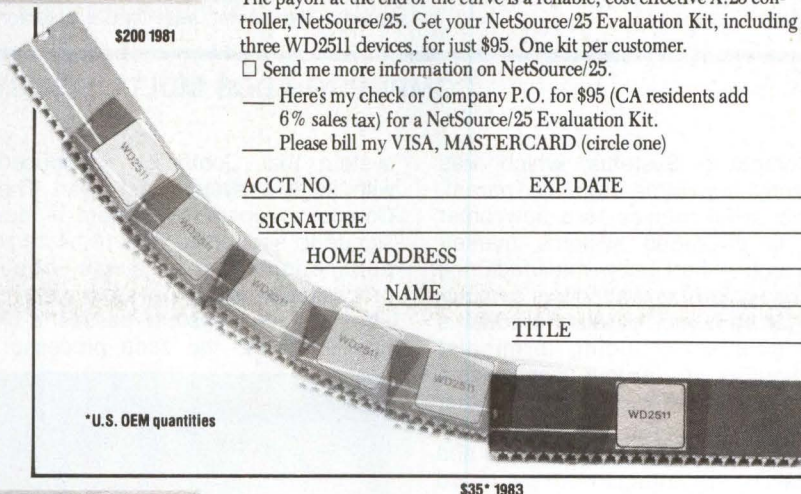 The payoff at the end of the curve is a reliable, cost effective X.25 con-
troller, NetSource/25. Get your NetSource/25 Evaluation Kit, including
three WD2511 devices, for just $95. One kit per customer.
☐ Send me more information on NetSource/25.
___ Here's my check or Company P.O. for $95 (CA residents add
6% sales tax) for a NetSource/25 Evaluation Kit.
___ Please bill my VISA, MASTERCARD (circle one)
ACCT. NO. EXP. DATE
SIGNATURE
HOME ADDRESS
NAME
TITLE
$200 1981
WD2511
WD2511
WD2511
WD2511
WD2511
WD2511
*U.S. OEM quantities
$35* 1983